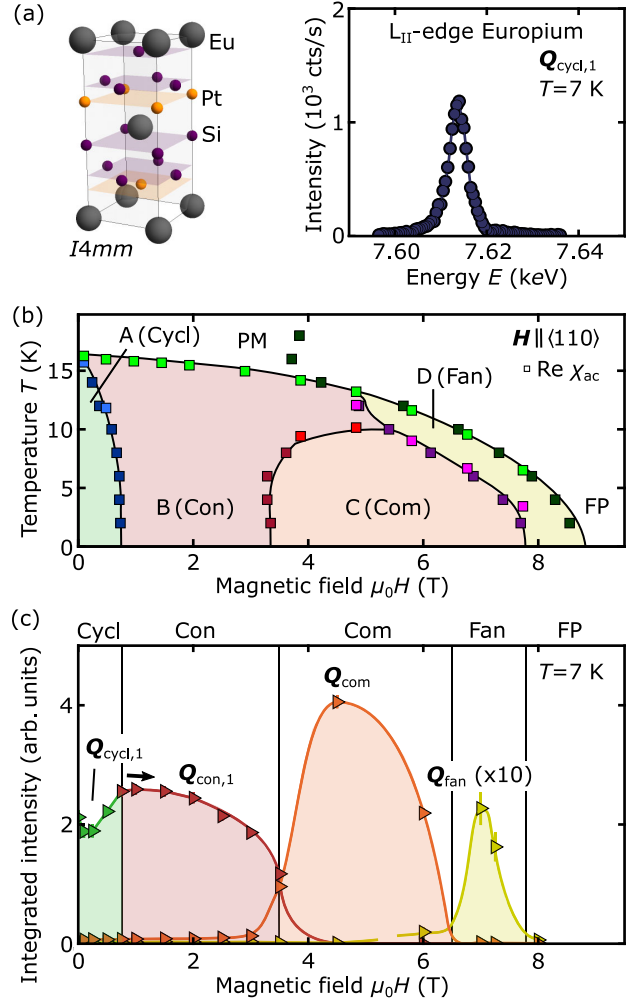 (a)
Eu
Pt
Si
I4mm
L_II-edge Europium
Q_cycl,1
T=7 K
Intensity (10³ cts/s)
2
1
0
7.60 7.62 7.64
Energy E (keV)
(b)
A (Cycl)
PM
H ∥ ⟨110⟩
Re χ_ac
D (Fan)
B (Con)
C (Com)
FP
Temperature T (K)
15
10
5
0
0 2 4 6 8
Magnetic field μ₀H (T)
(c)
Cycl Con Com Fan FP
T=7 K
Q_com
Q_cycl,1
Q_con,1
Q_fan (x10)
Integrated intensity (arb. units)
4
2
0
0 2 4 6 8
Magnetic field μ₀H (T)